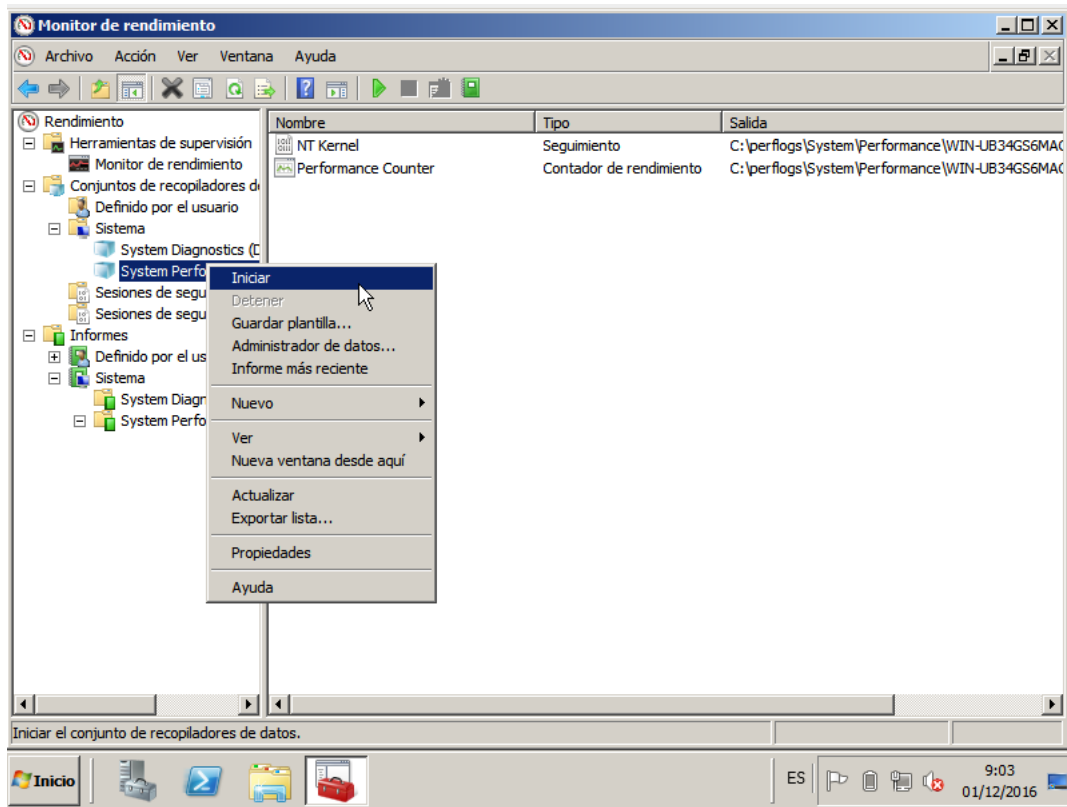 Monitor de rendimiento
Archivo Acción Ver Ventana Ayuda
Rendimiento
Herramientas de supervisión
Monitor de rendimiento
Conjuntos de recopiladores de
Definido por el usuario
Sistema
System Diagnostics (D
System Perfo
Sesiones de segu
Sesiones de segu
Informes
Definido por el us
Sistema
System Diagr
System Perfo
Nombre Tipo Salida
NT Kernel Seguimiento C:\perflogs\System\Performance\WIN-UB34GS6MAC
Performance Counter Contador de rendimiento C:\perflogs\System\Performance\WIN-UB34GS6MAC
Iniciar
Detener
Guardar plantilla...
Administrador de datos...
Informe más reciente
Nuevo
Ver
Nueva ventana desde aquí
Actualizar
Exportar lista...
Propiedades
Ayuda
Iniciar el conjunto de recopiladores de datos.
Inicio
ES
9:03
01/12/2016